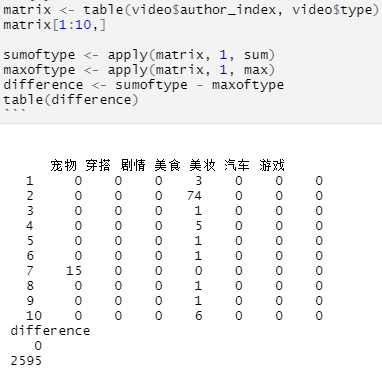 matrix <- table(video$author_index, video$type)
matrix[1:10,]
sumoftype <- apply(matrix, 1, sum)
maxoftype <- apply(matrix, 1, max)
difference <- sumoftype - maxoftype
table(difference)
```
宠物 穿搭 剧情 美食 美妆 汽车 游戏
1 0 0 0 3 0 0 0
2 0 0 0 74 0 0 0
3 0 0 0 1 0 0 0
4 0 0 0 5 0 0 0
5 0 0 0 1 0 0 0
6 0 0 0 1 0 0 0
7 15 0 0 0 0 0 0
8 0 0 0 1 0 0 0
9 0 0 0 1 0 0 0
10 0 0 0 6 0 0 0
difference
0
2595